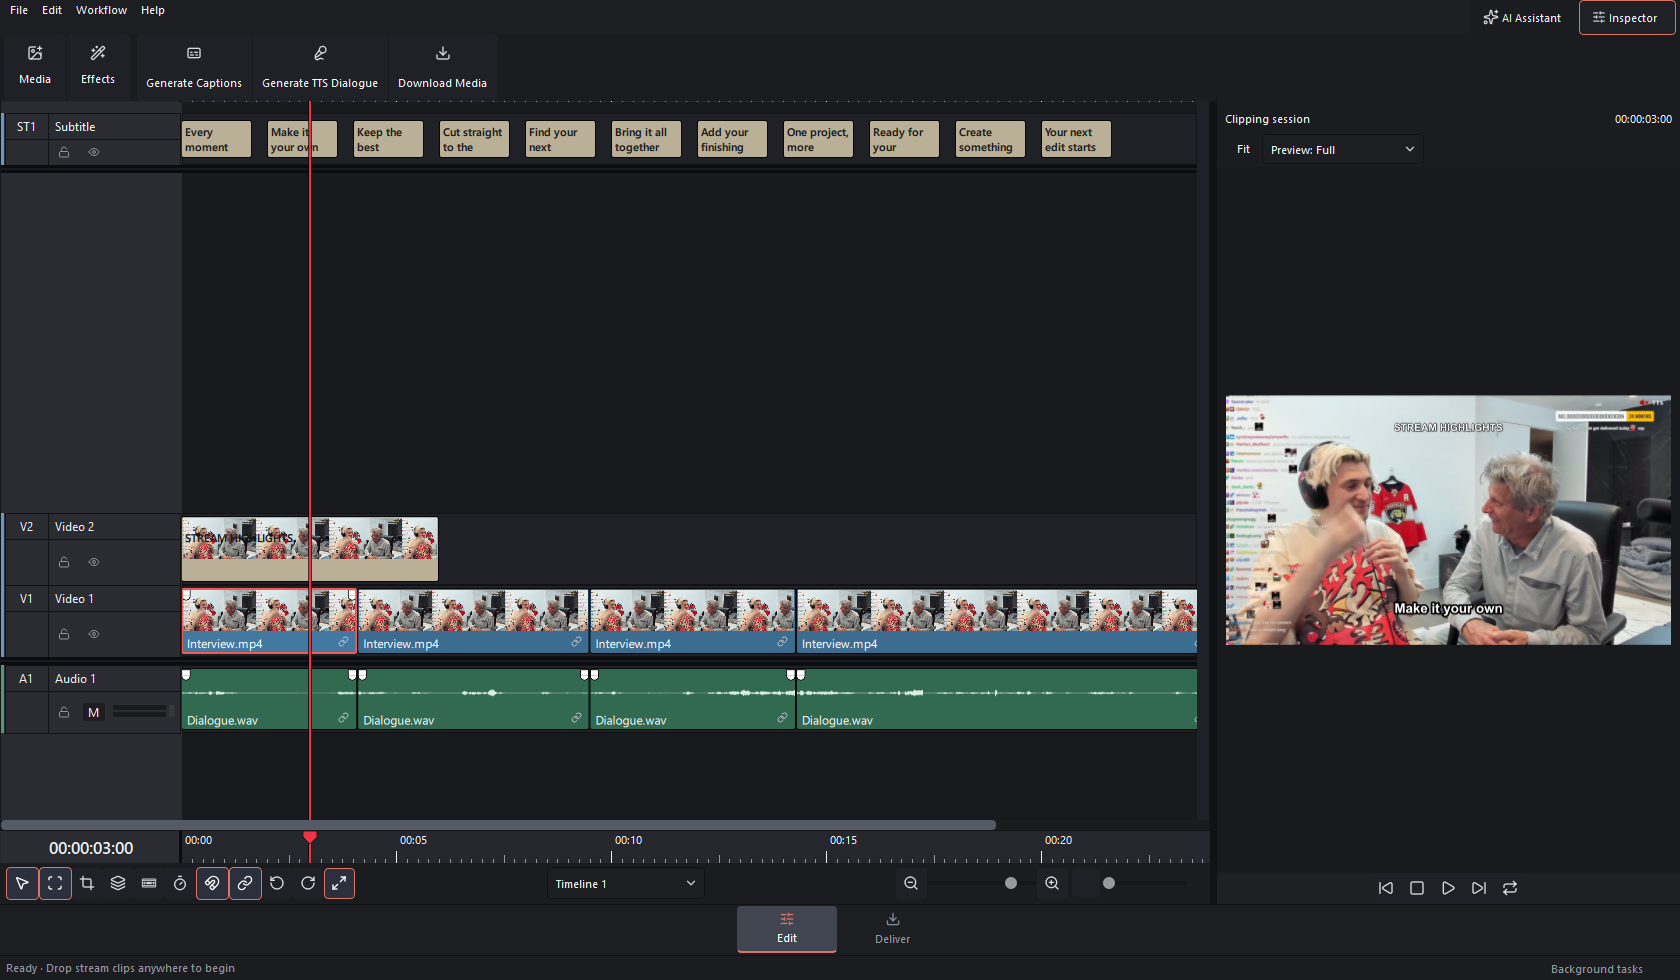 File Edit Workflow Help
AI Assistant
Inspector
Media
Effects
Generate Captions
Generate TTS Dialogue
Download Media
ST1 Subtitle
Every moment
Make it your own
Keep the best
Cut straight to the
Find your next
Bring it all together
Add your finishing
One project, more
Ready for your
Create something
Your next edit starts
Clipping session
00:00:03:00
Fit
Preview: Full
STREAM HIGHLIGHTS
Make it your own
V2 Video 2
STREAM HIGHLIGHTS
V1 Video 1
Interview.mp4
Interview.mp4
Interview.mp4
Interview.mp4
A1 Audio 1
M
Dialogue.wav
Dialogue.wav
Dialogue.wav
Dialogue.wav
00:00:03:00
00:00
00:05
00:10
00:15
00:20
Timeline 1
Edit
Deliver
Ready · Drop stream clips anywhere to begin
Background tasks